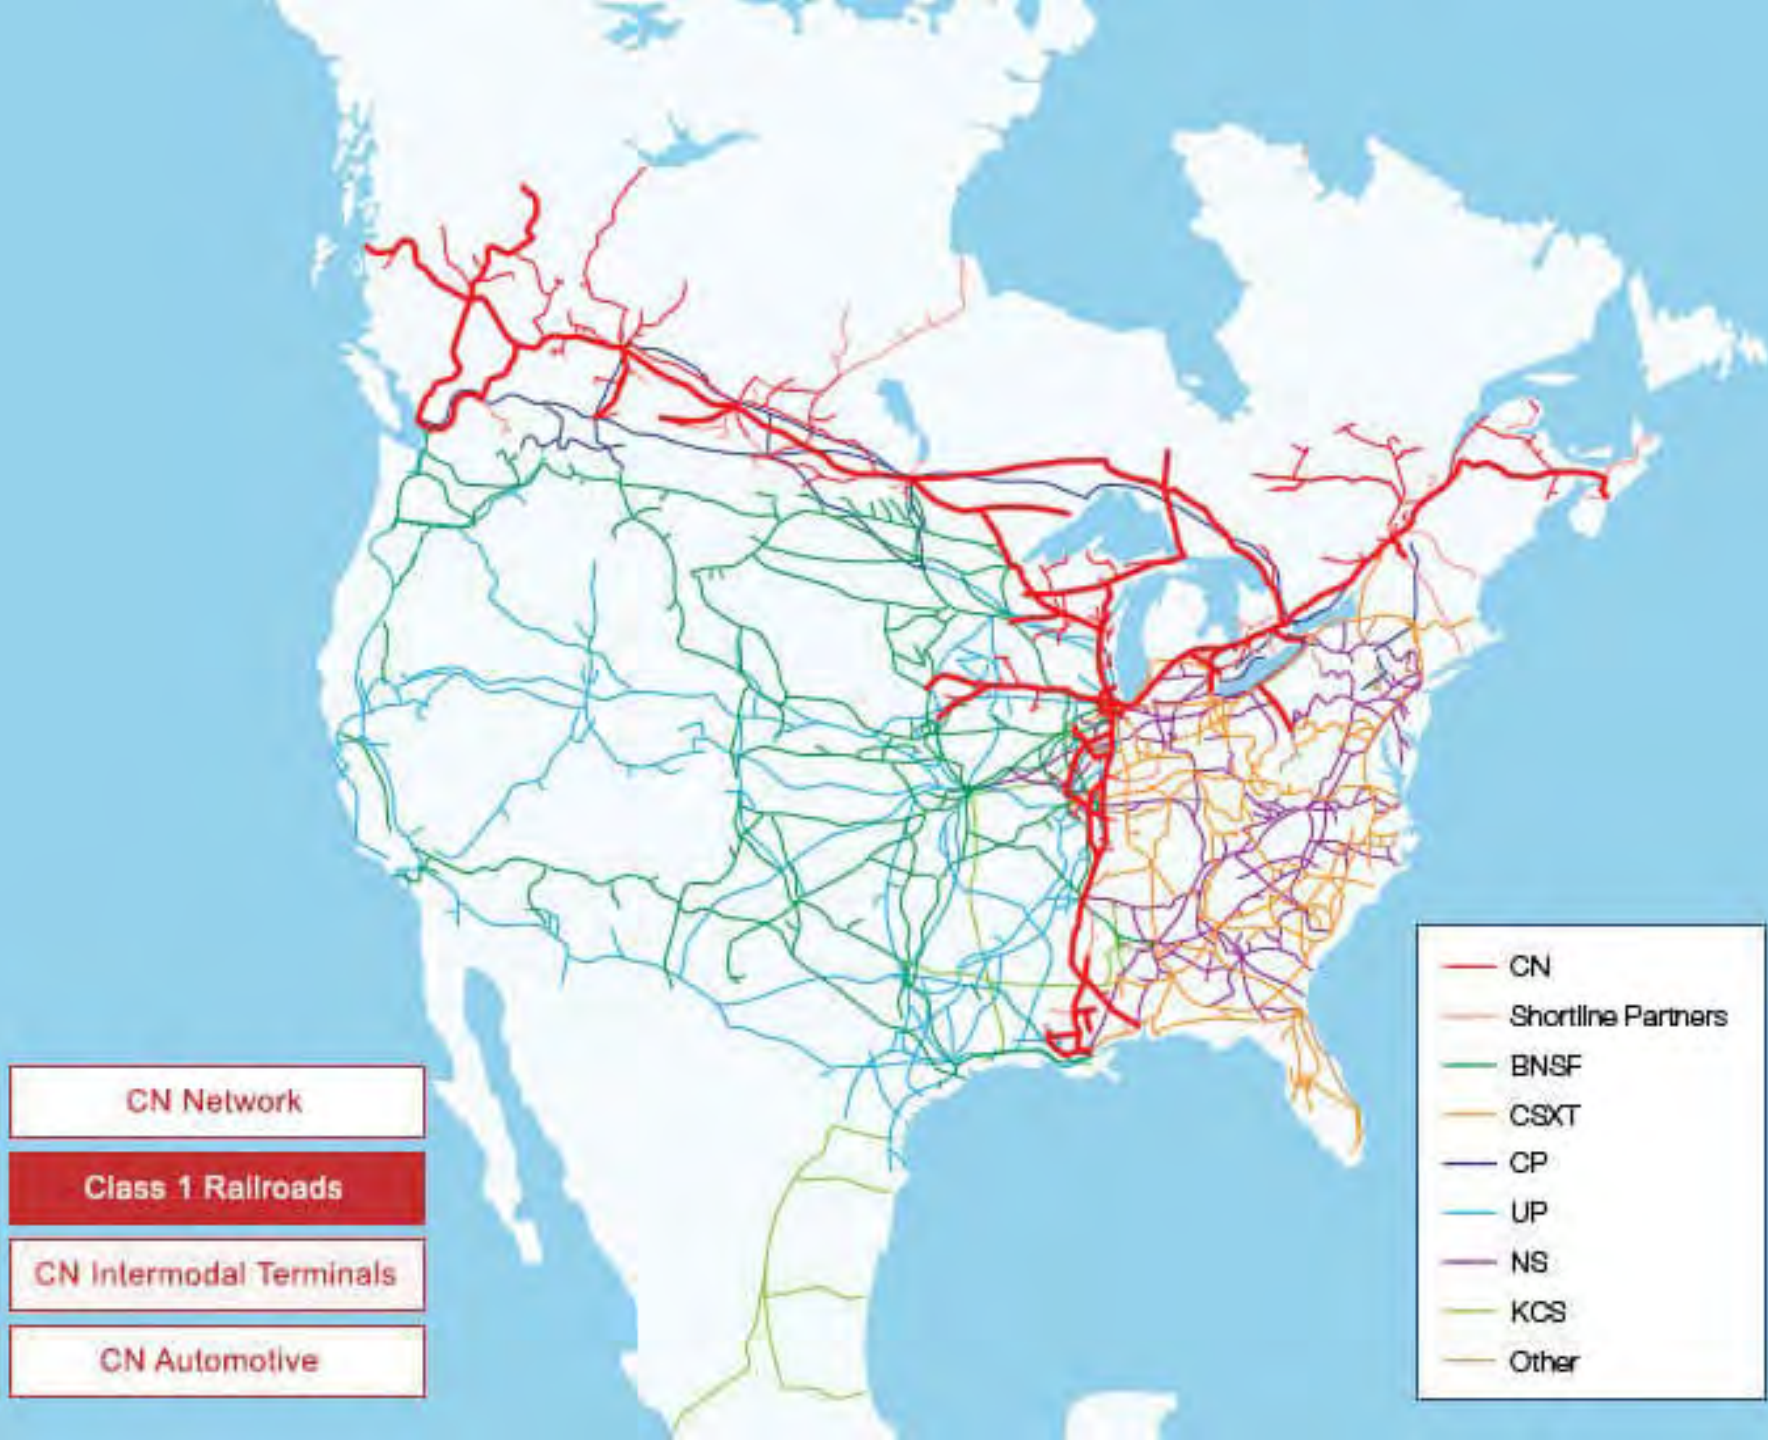 CN
Shortline Partners
BNSF
CSXT
CP
UP
NS
KCS
Other
CN Network
Class 1 Railroads
CN Intermodal Terminals
CN Automotive